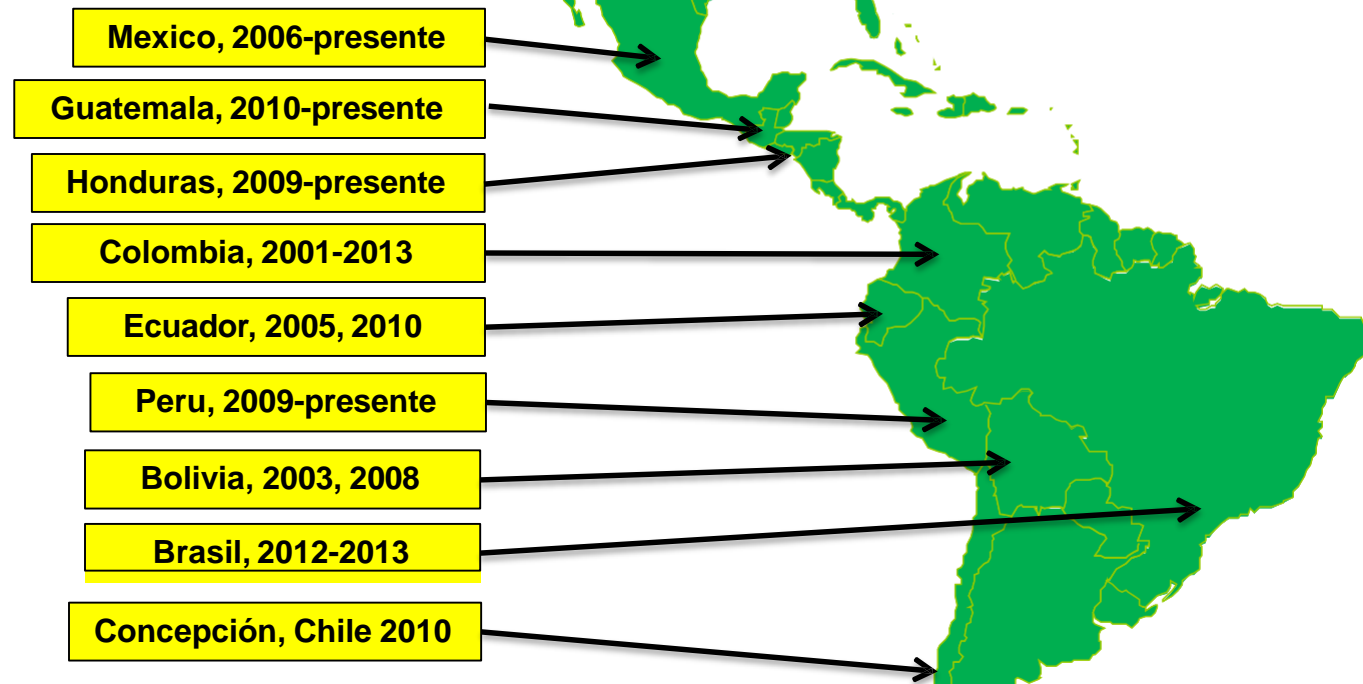 Mexico, 2006-presente
Guatemala, 2010-presente
Honduras, 2009-presente
Colombia, 2001-2013
Ecuador, 2005, 2010
Peru, 2009-presente
Bolivia, 2003, 2008
Brasil, 2012-2013
Concepción, Chile 2010